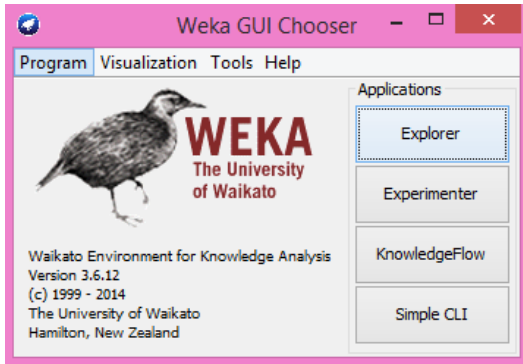 Weka GUI Chooser
Program Visualization Tools Help
Applications
WEKA
The University
of Waikato
Explorer
Experimenter
KnowledgeFlow
Simple CLI
Waikato Environment for Knowledge Analysis
Version 3.6.12
(c) 1999 - 2014
The University of Waikato
Hamilton, New Zealand